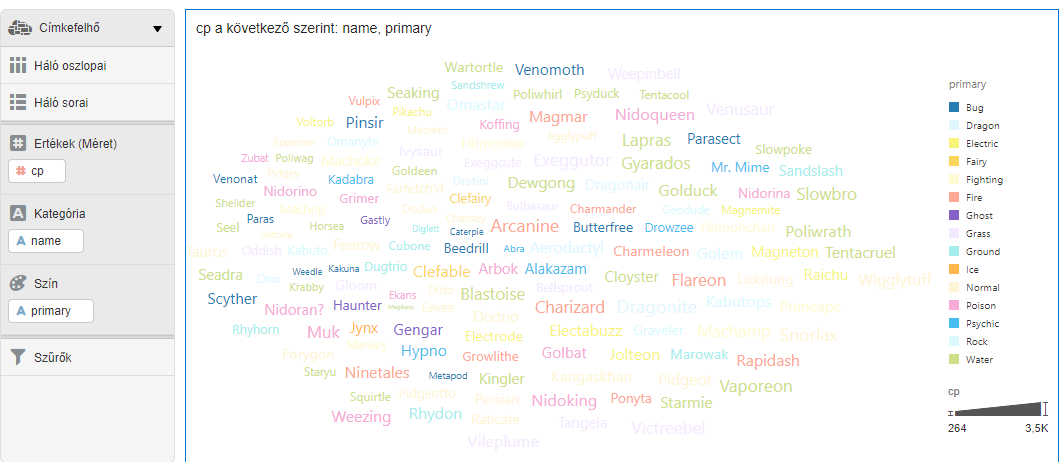 Címkefelhő
Háló oszlopai
Háló sorai
Értékek (Méret)
cp
Kategória
name
Szín
primary
Szűrők
cp a következő szerint: name, primary
Wartortle Venomoth Weepinbell
Seaking Sandshrew Poliwhirl Psyduck Tentacool
Vulpix Pikachu Omastar Magmar Nidoqueen Venusaur
Voltorb Pinsir Meowth Koffing Jigglypuff Lapras Parasect
Spearow Omanyte Ivysaur Hitmonlee Slowpoke
Zubat Poliwag Machoke Exeggcute Exeggutor Gyarados Mr. Mime Sandslash
Venonat Pidgey Kadabra Goldeen Dratini Dewgong Dragonair Golduck Nidorina Slowbro
Nidorino Grimer Farfetch'd Clefairy Bulbasaur
Shellder Machop Doduo Chansey Charmander Geodude Magnemite
Seel Paras Rattata Horsea Gastly Diglett Caterpie Arcanine Butterfree Drowzee Hitmonchan Poliwrath
Tauros Oddish Kabuto Fearow Cubone Beedrill Abra Aerodactyl Charmeleon Golem Magneton Tentacruel
Seadra Onix Weedle Kakuna Dugtrio Clefable Arbok Alakazam Cloyster Flareon Lickitung Raichu Wigglytuff
Scyther Krabby Gloom Ekans Ditto Blastoise Bellsprout
Nidoran? Haunter Magikarp Eevee Dodrio Charizard Dragonite Kabutops Primeape
Rhyhorn Muk Jynx Gengar Electrode Electabuzz Graveler Machamp Snorlax
Porygon Mankey Hypno Growlithe Golbat Jolteon Marowak Rapidash
Staryu Ninetales Metapod Kingler Kangaskhan Pidgeot Vaporeon
Squirtle Pidgeotto Persian Nidoking Ponyta Starmie
Weezing Rhydon Raticate Tangela Victreebel
Vileplume
primary
Bug
Dragon
Electric
Fairy
Fighting
Fire
Ghost
Grass
Ground
Ice
Normal
Poison
Psychic
Rock
Water
cp
264 3,5K